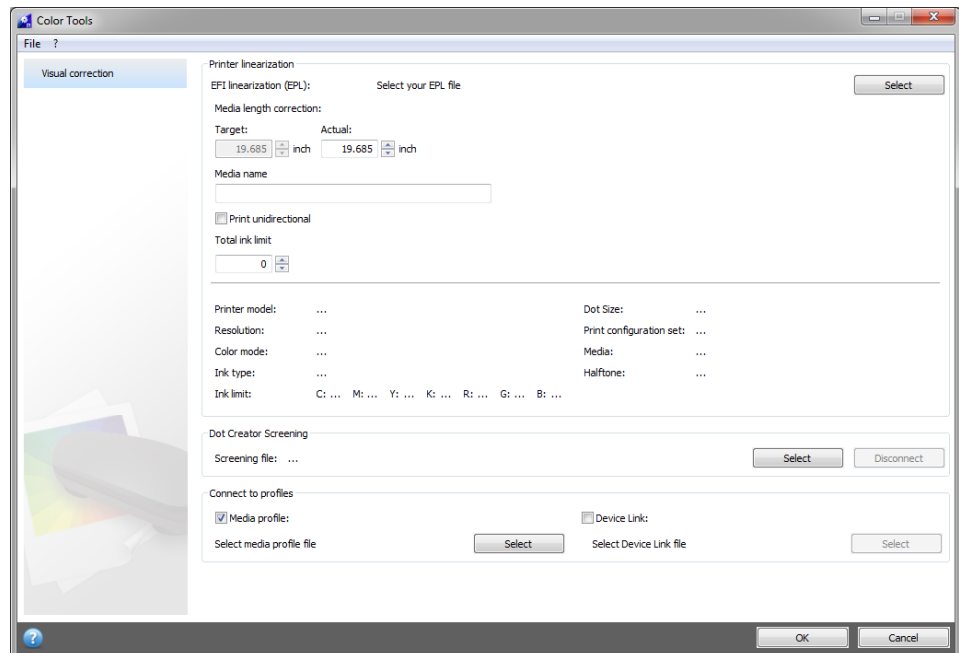 Color Tools
File ?
Visual correction
Printer linearization
EFI linearization (EPL): Select your EPL file Select
Media length correction:
Target: Actual:
19.685 inch 19.685 inch
Media name
Print unidirectional
Total ink limit
0
Printer model: ... Dot Size: ...
Resolution: ... Print configuration set: ...
Color mode: ... Media: ...
Ink type: ... Halftone: ...
Ink limit: C: ... M: ... Y: ... K: ... R: ... G: ... B: ...
Dot Creator Screening
Screening file: ... Select Disconnect
Connect to profiles
Media profile: Device Link:
Select media profile file Select Select Device Link file Select
? OK Cancel